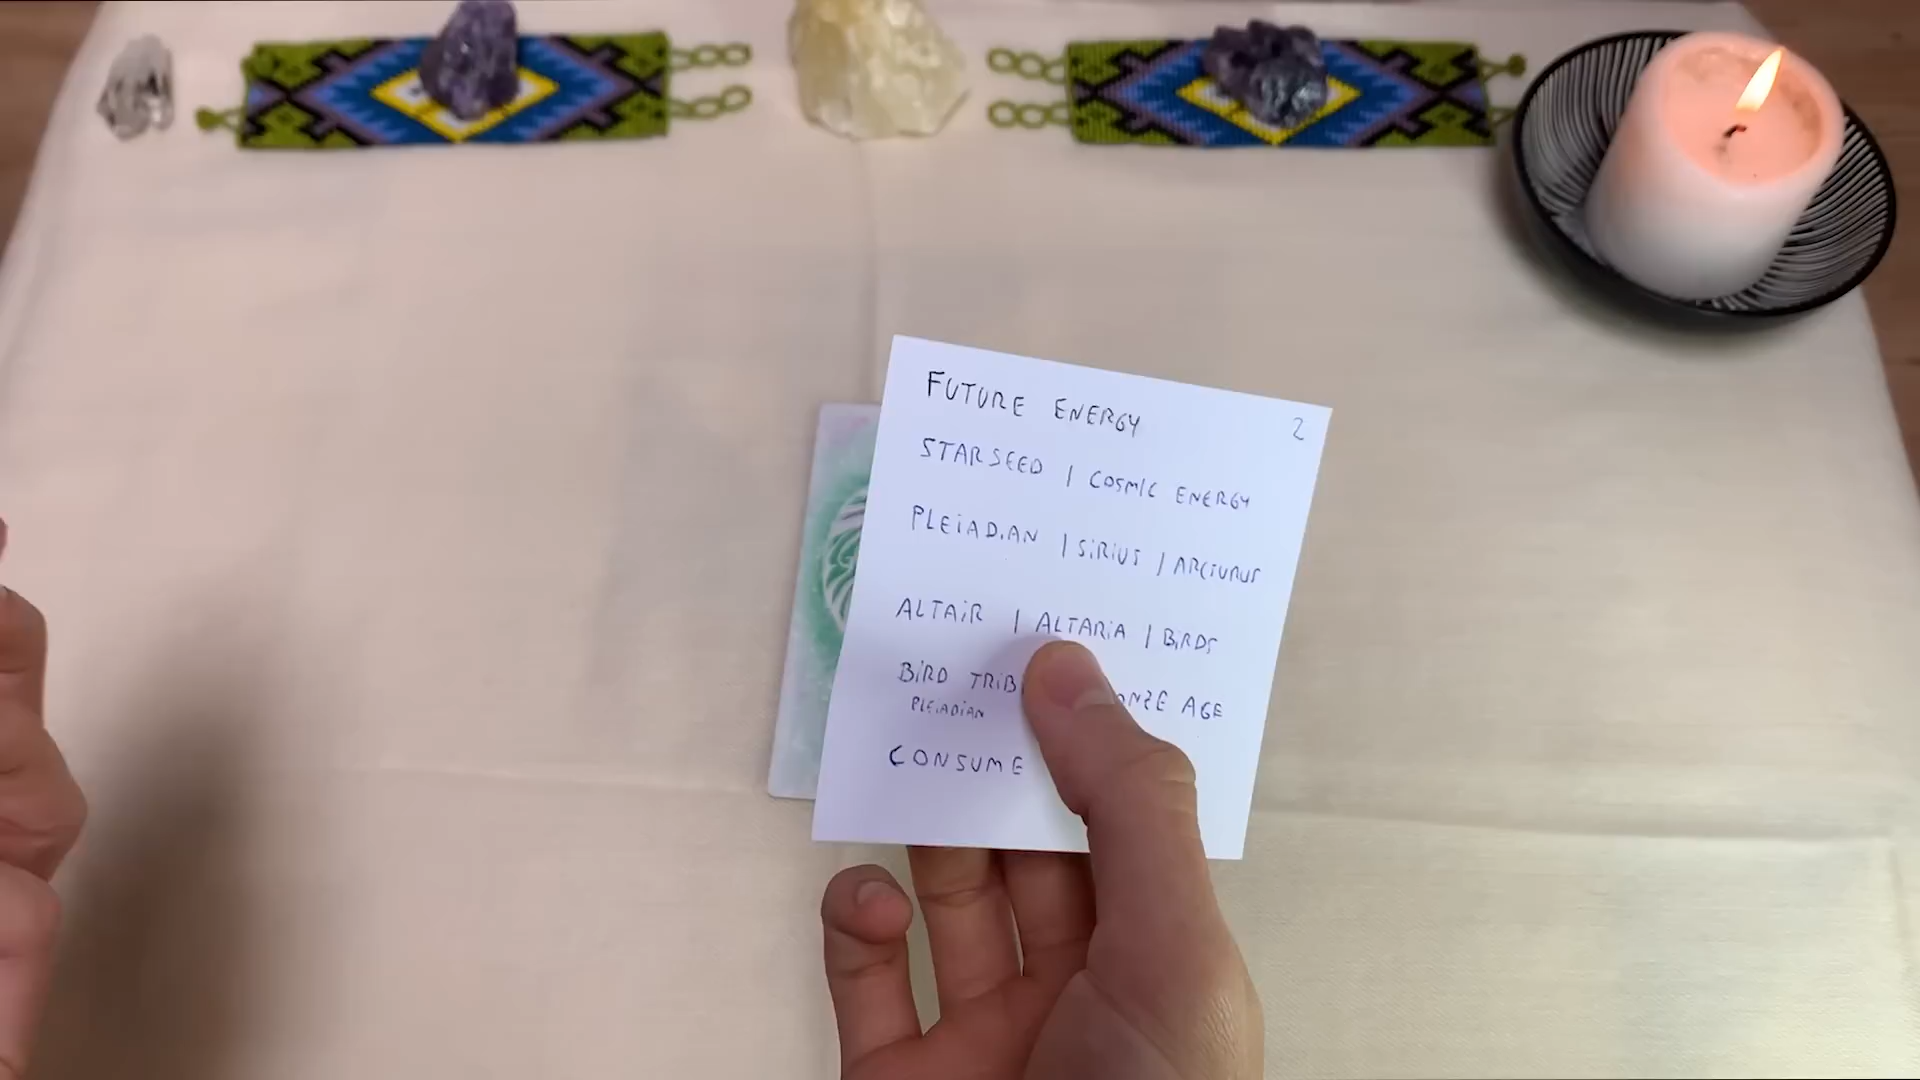 FUTURE ENERGY 2
STARSEED | COSMIC ENERGY
PLEIADIAN | SIRIUS | ARCTURUS
ALTAIR | ALTARIA | BIRDS
BIRD AGE
PLEIADIAN
CONSUME